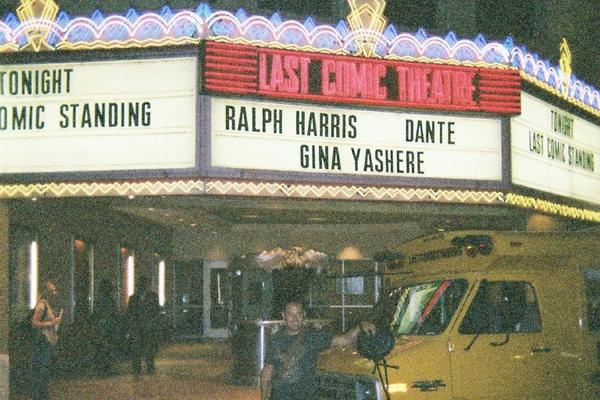 TONIGHT
OMIC STANDING
LAST COMIC THEATRE
RALPH HARRIS DANTE
GINA YASHERE
TONIGHT
LAST COMIC STANDING